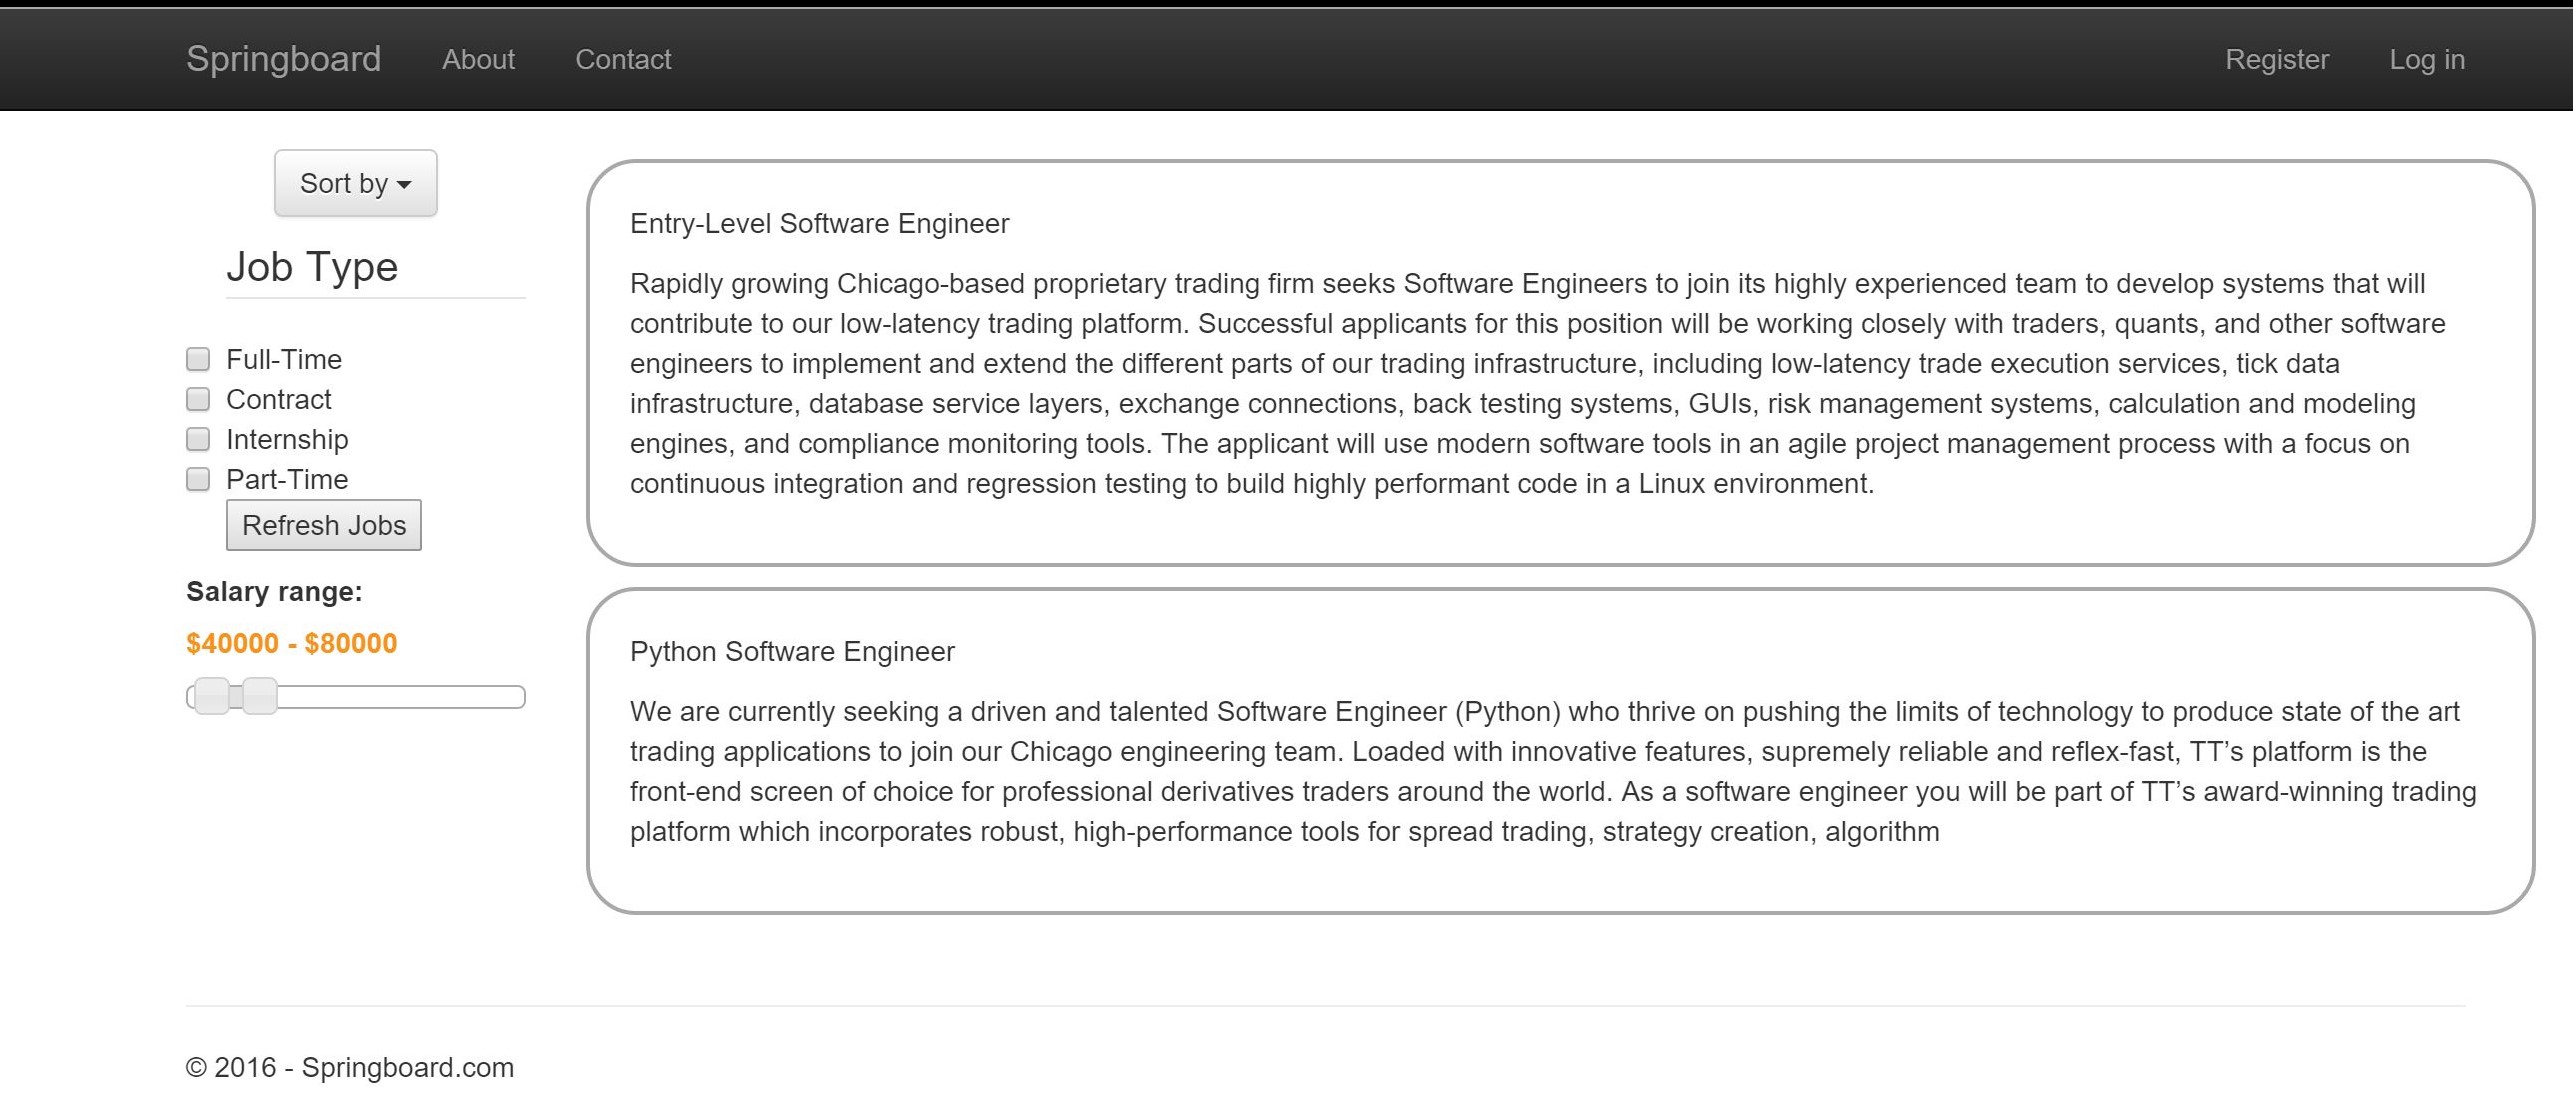 Springboard About Contact Register Log in
Sort by
Job Type
Full-Time
Contract
Internship
Part-Time
Refresh Jobs
Salary range:
$40000 - $80000
Entry-Level Software Engineer
Rapidly growing Chicago-based proprietary trading firm seeks Software Engineers to join its highly experienced team to develop systems that will
contribute to our low-latency trading platform. Successful applicants for this position will be working closely with traders, quants, and other software
engineers to implement and extend the different parts of our trading infrastructure, including low-latency trade execution services, tick data
infrastructure, database service layers, exchange connections, back testing systems, GUIs, risk management systems, calculation and modeling
engines, and compliance monitoring tools. The applicant will use modern software tools in an agile project management process with a focus on
continuous integration and regression testing to build highly performant code in a Linux environment.
Python Software Engineer
We are currently seeking a driven and talented Software Engineer (Python) who thrive on pushing the limits of technology to produce state of the art
trading applications to join our Chicago engineering team. Loaded with innovative features, supremely reliable and reflex-fast, TT’s platform is the
front-end screen of choice for professional derivatives traders around the world. As a software engineer you will be part of TT’s award-winning trading
platform which incorporates robust, high-performance tools for spread trading, strategy creation, algorithm
© 2016 - Springboard.com